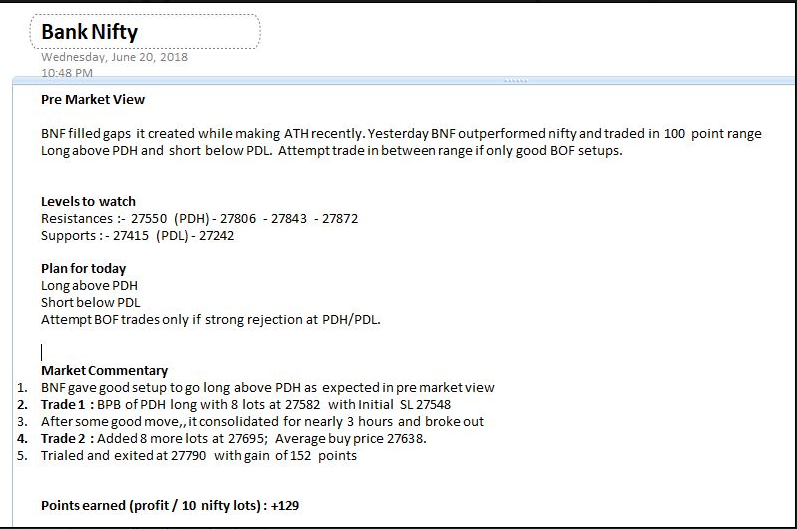 Bank Nifty
Wednesday, June 20, 2018
10:48 PM
Pre Market View
BNF filled gaps it created while making ATH recently. Yesterday BNF outperformed nifty and traded in 100 point range
Long above PDH and short below PDL. Attempt trade in between range if only good BOF setups.
Levels to watch
Resistances :- 27550 (PDH) - 27806 - 27843 - 27872
Supports :- 27415 (PDL) - 27242
Plan for today
Long above PDH
Short below PDL
Attempt BOF trades only if strong rejection at PDH/PDL.
Market Commentary
1. BNF gave good setup to go long above PDH as expected in pre market view
2. Trade 1 : BPB of PDH long with 8 lots at 27582 with Initial SL 27548
3. After some good move,, it consolidated for nearly 3 hours and broke out
4. Trade 2 : Added 8 more lots at 27695; Average buy price 27638.
5. Trialed and exited at 27790 with gain of 152 points
Points earned (profit / 10 nifty lots) : +129